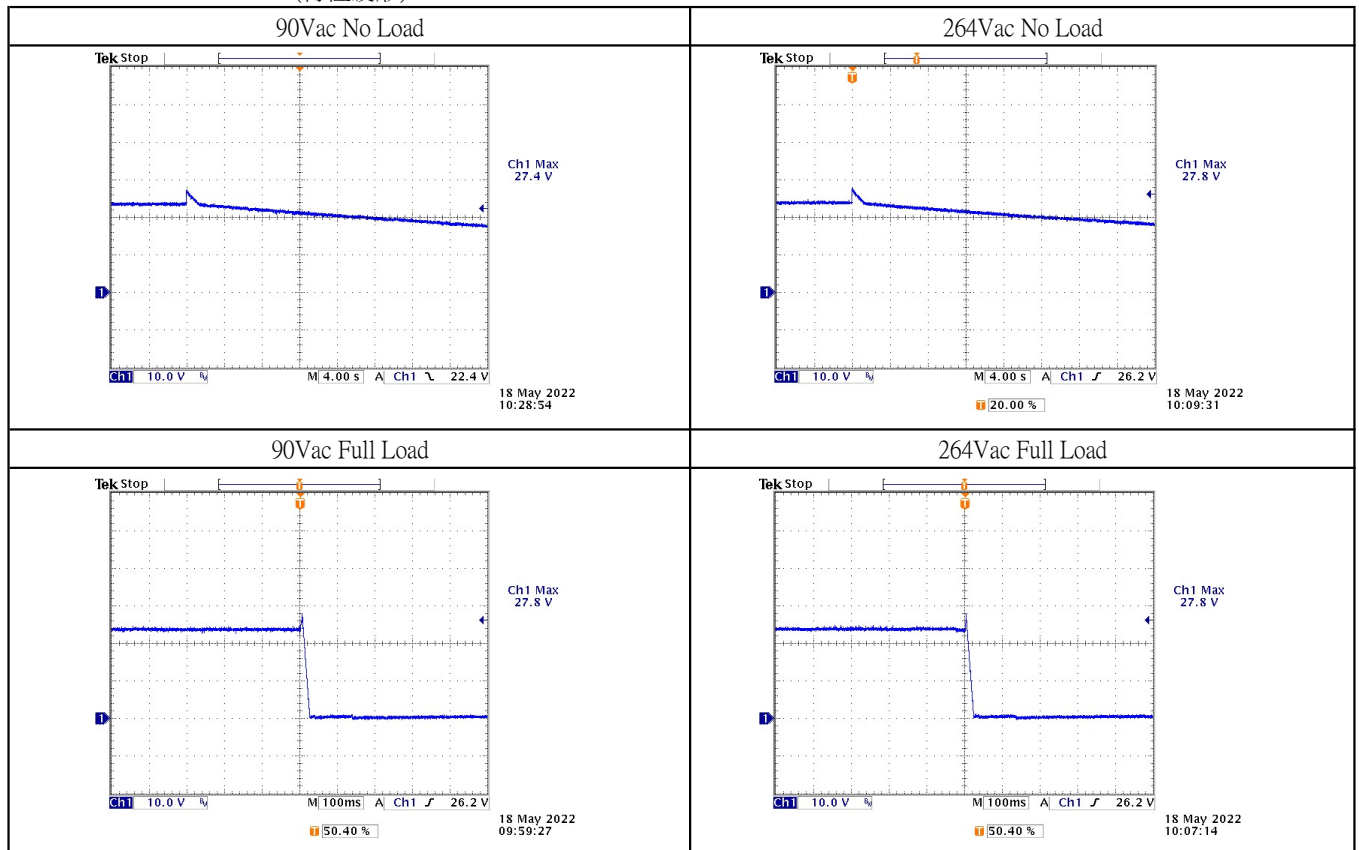 90Vac No Load
264Vac No Load
Tek Stop
Ch1 Max
27.4 V
1
Ch1 10.0 V M 4.00 s A Ch1 22.4 V
18 May 2022
10:28:54
Tek Stop
T
T
Ch1 Max
27.8 V
1
Ch1 10.0 V M 4.00 s A Ch1 26.2 V
T 20.00 %
18 May 2022
10:09:31
90Vac Full Load
264Vac Full Load
Tek Stop
T
T
Ch1 Max
27.8 V
1
Ch1 10.0 V M 100ms A Ch1 26.2 V
T 50.40 %
18 May 2022
09:59:27
Tek Stop
T
T
Ch1 Max
27.8 V
1
Ch1 10.0 V M 100ms A Ch1 26.2 V
T 50.40 %
18 May 2022
10:07:14